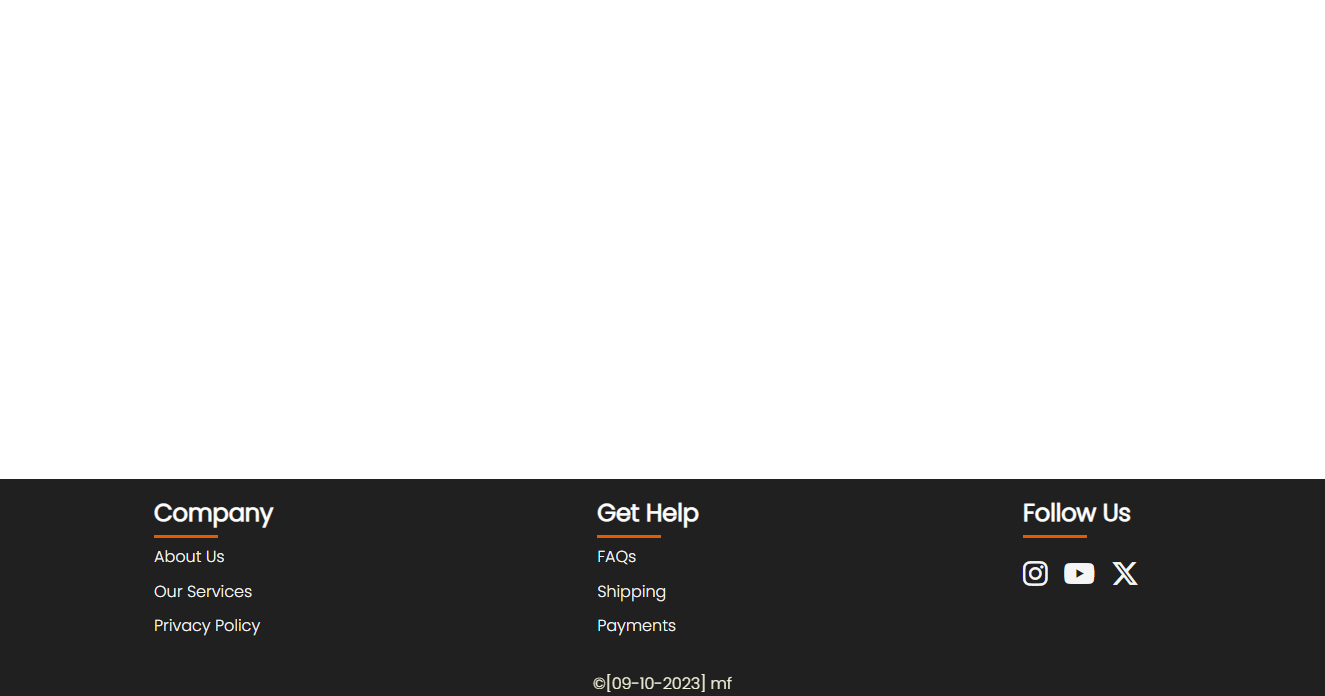 Company
About Us
Our Services
Privacy Policy
Get Help
FAQs
Shipping
Payments
Follow Us
©[09-10-2023] mf